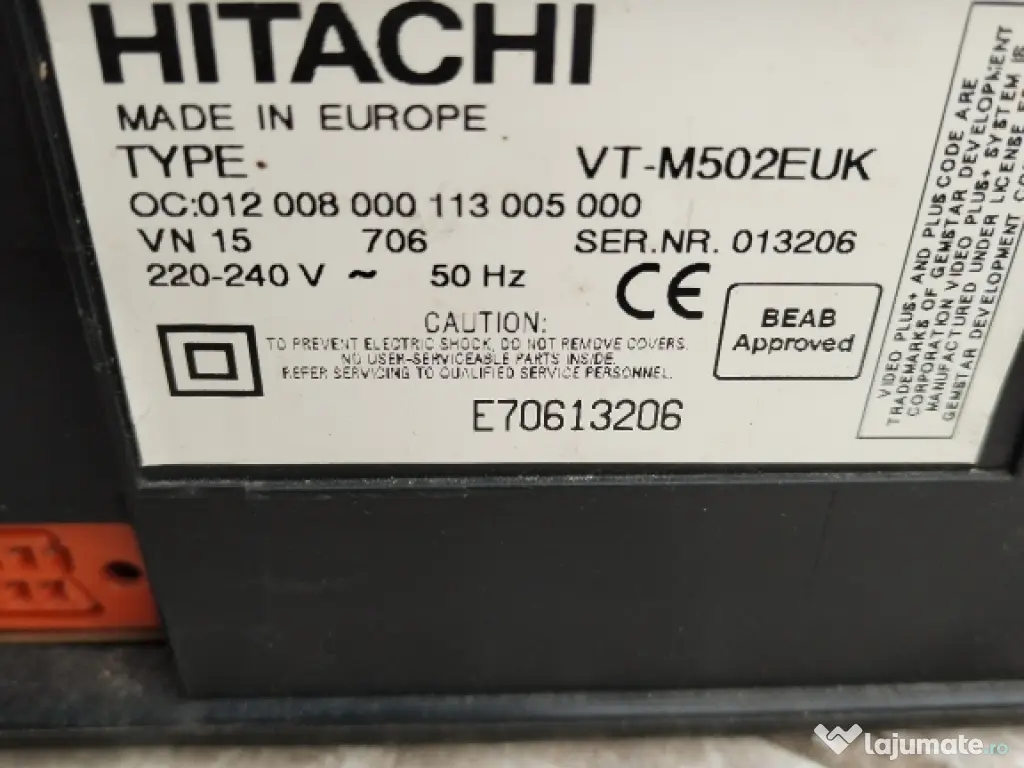 HITACHI
MADE IN EUROPE
TYPE VT-M502EUK
OC:012 008 000 113 005 000
VN 15 706 SER.NR. 013206
220-240 V ~ 50 Hz CE
BEAB
Approved
CAUTION:
TO PREVENT ELECTRIC SHOCK, DO NOT REMOVE COVERS.
NO USER-SERVICEABLE PARTS INSIDE.
REFER SERVICING TO QUALIFIED SERVICE PERSONNEL.
E70613206
VIDEO PLUS+ AND PLUSCODE ARE
TRADEMARKS OF GEMSTAR DEVELOPMENT
CORPORATION VIDEO PLUS+ SYSTEM IS
MANUFACTURED UNDER LICENSE
GEMSTAR DEVELOPMENT
lajumate.ro